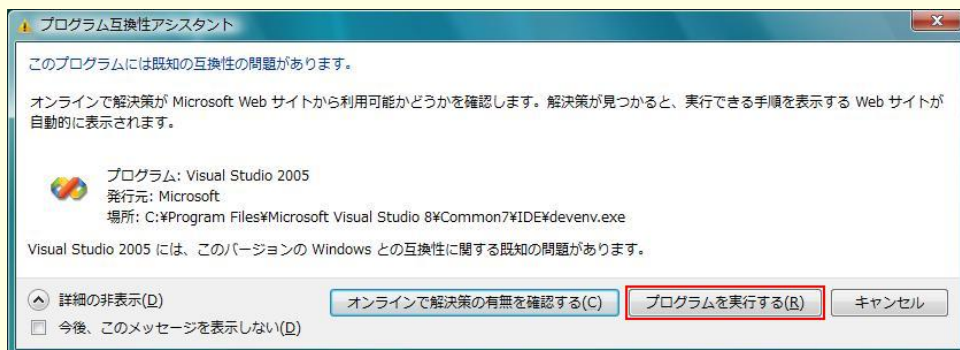 プログラム互換性アシスタント
このプログラムには既知の互換性の問題があります。
オンラインで解決策が Microsoft Web サイトから利用可能かどうかを確認します。解決策が見つかると、実行できる手順を表示する Web サイトが
自動的に表示されます。
プログラム: Visual Studio 2005
発行元: Microsoft
場所: C:¥Program Files¥Microsoft Visual Studio 8¥Common7¥IDE¥devenv.exe
Visual Studio 2005 には、このバージョンの Windows との互換性に関する既知の問題があります。
詳細の非表示(D)
オンラインで解決策の有無を確認する(C)
プログラムを実行する(R)
キャンセル
今後、このメッセージを表示しない(D)